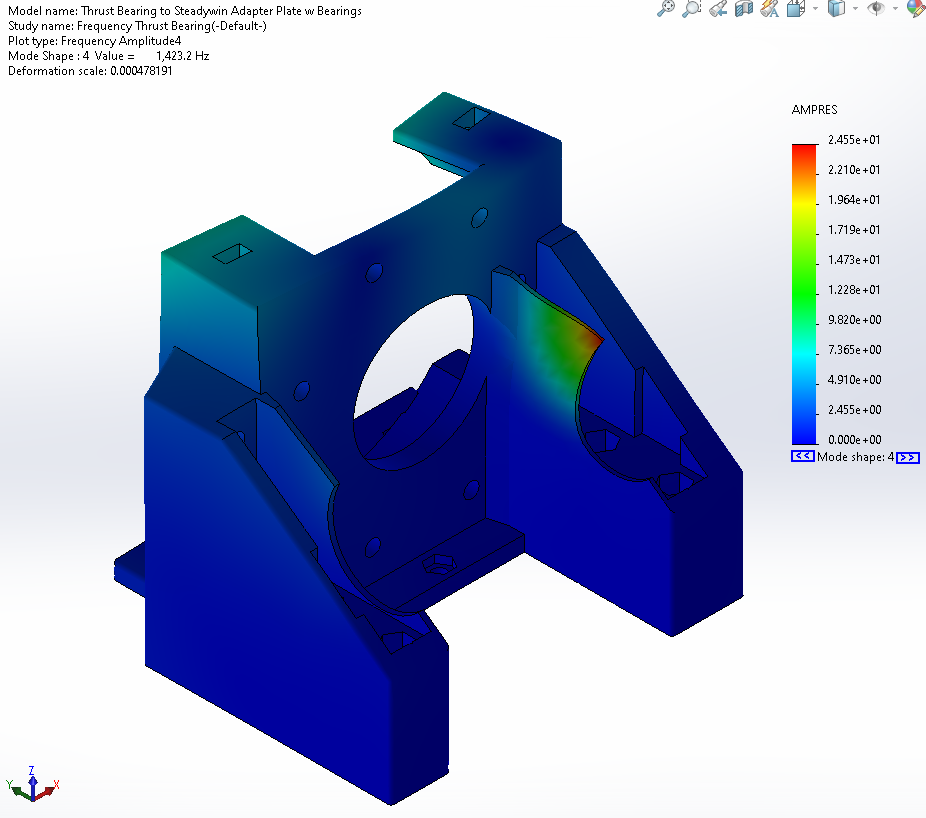 Model name: Thrust Bearing to Steadywin Adapter Plate w Bearings
Study name: Frequency Thrust Bearing(-Default-)
Plot type: Frequency Amplitude4
Mode Shape : 4 Value = 1,423.2 Hz
Deformation scale: 0.000478191
AMPRES
2.455e+01
2.210e+01
1.964e+01
1.719e+01
1.473e+01
1.228e+01
9.820e+00
7.365e+00
4.910e+00
2.455e+00
0.000e+00
<< Mode shape: 4 >>
Z
Y X